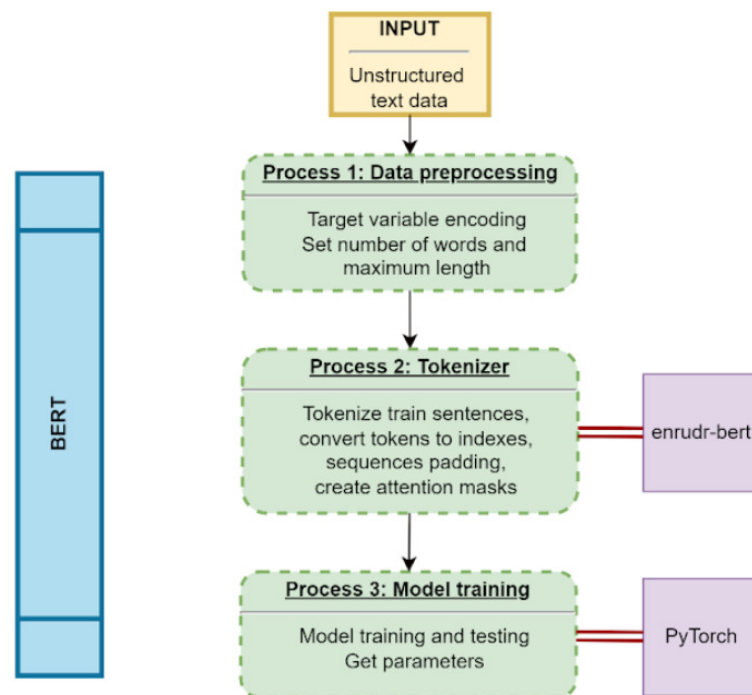 INPUT
Unstructured
text data
Process 1: Data preprocessing
Target variable encoding
Set number of words and
maximum length
BERT
Process 2: Tokenizer
Tokenize train sentences,
convert tokens to indexes,
sequences padding,
create attention masks
enrudr-bert
Process 3: Model training
Model training and testing
Get parameters
PyTorch